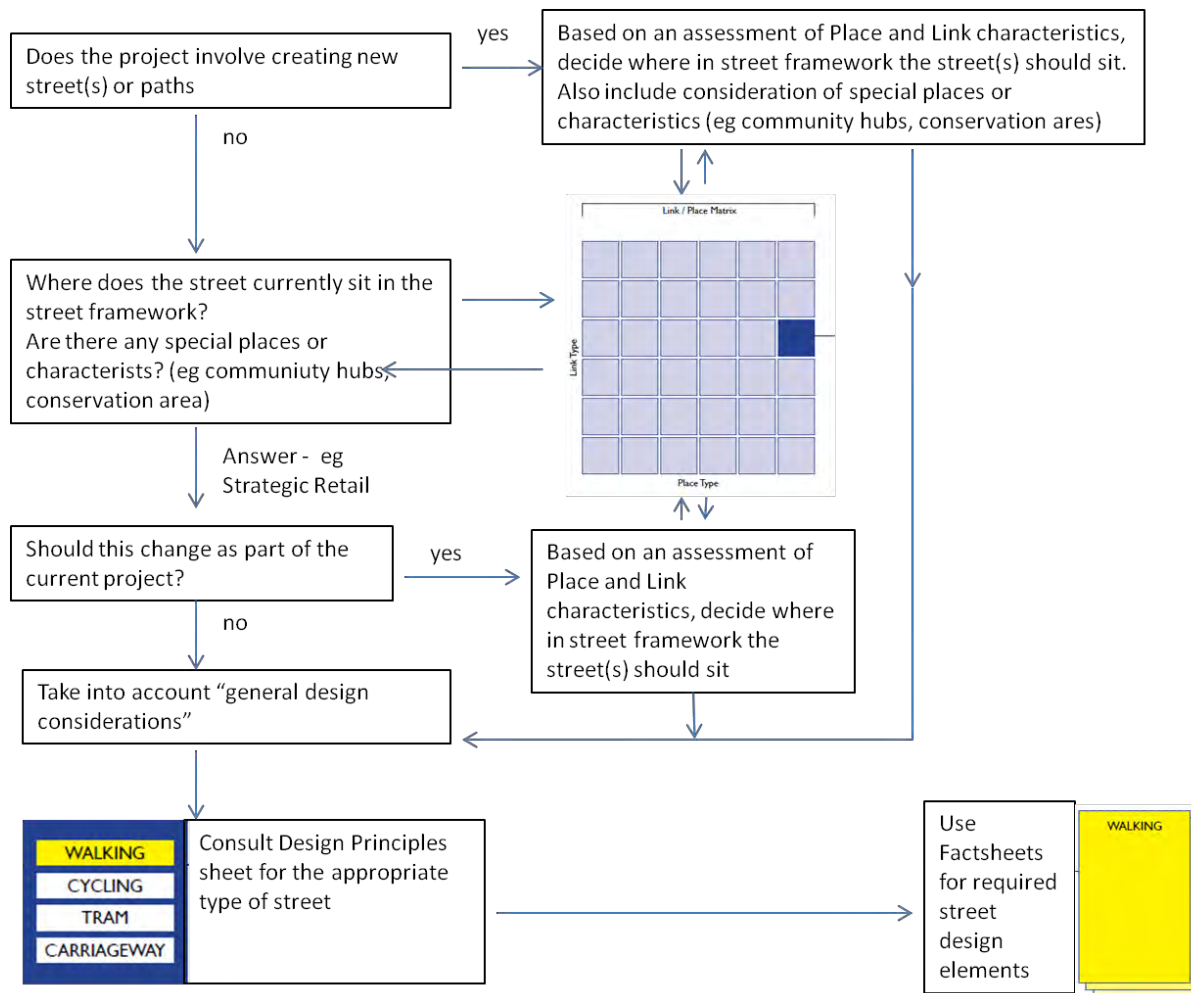 Does the project involve creating new
street(s) or paths
yes
Based on an assessment of Place and Link characteristics,
decide where in street framework the street(s) should sit.
Also include consideration of special places or
characteristics (eg community hubs, conservation ares)
no
Link / Place Matrix
Link Type
Place Type
Where does the street currently sit in the
street framework?
Are there any special places or
characterists? (eg communiuty hubs,
conservation area)
Answer - eg
Strategic Retail
Should this change as part of the
current project?
yes
Based on an assessment of
Place and Link
characteristics, decide where
in street framework the
street(s) should sit
no
Take into account “general design
considerations”
WALKING
CYCLING
TRAM
CARRIAGEWAY
Consult Design Principles
sheet for the appropriate
type of street
Use
Factsheets
for required
street
design
elements
WALKING